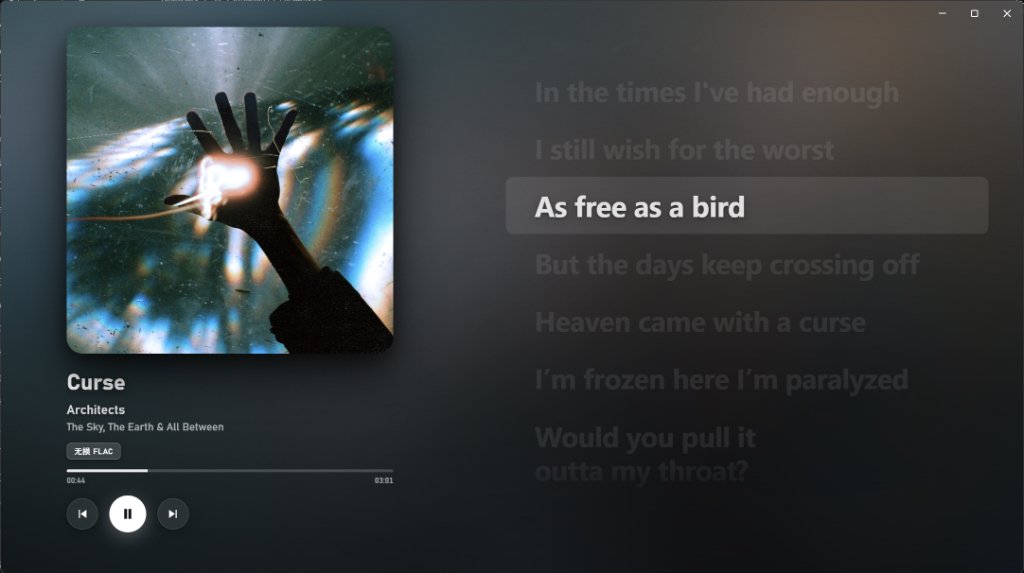 Curse
Architects
The Sky, The Earth & All Between
无损 FLAC
00:44
03:01
In the times I've had enough
I still wish for the worst
As free as a bird
But the days keep crossing off
Heaven came with a curse
I'm frozen here I'm paralyzed
Would you pull it
outta my throat?